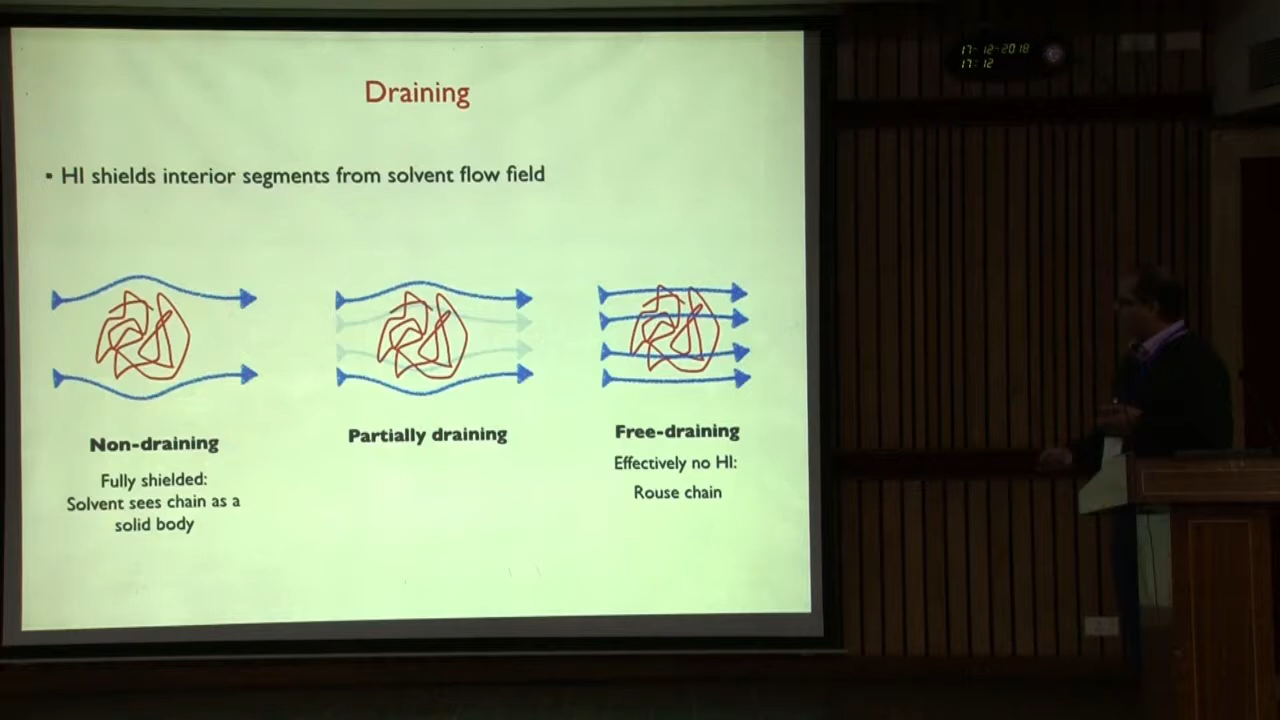 Draining
▪ HI shields interior segments from solvent flow field
Non-draining
Fully shielded:
Solvent sees chain as a
solid body
Partially draining
Free-draining
Effectively no HI:
Rouse chain
17-12-2018
17:12